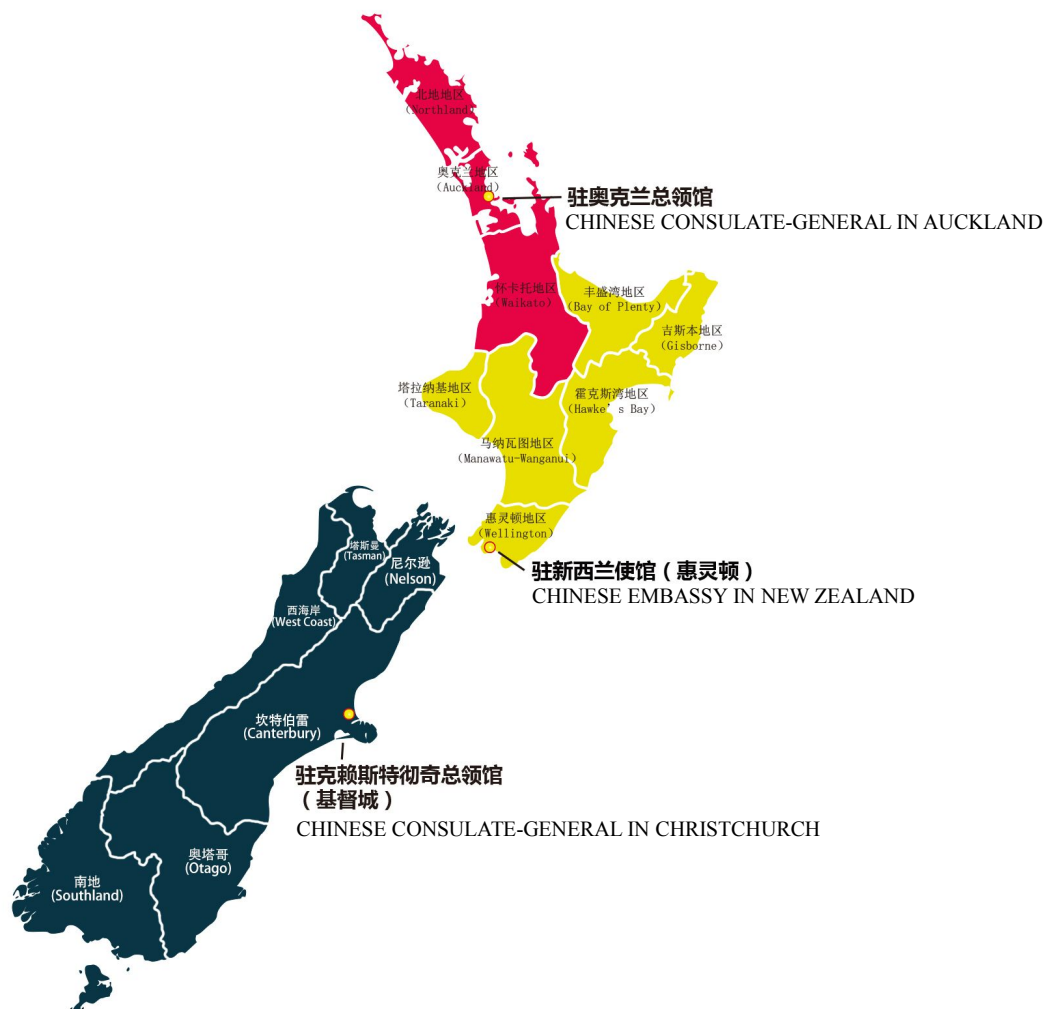 北地地区
(Northland)
奥克兰地区
(Auckland)
驻奥克兰总领馆
CHINESE CONSULATE-GENERAL IN AUCKLAND
怀卡托地区
(Waikato)
丰盛湾地区
(Bay of Plenty)
吉斯本地区
(Gisborne)
塔拉纳基地区
(Taranaki)
霍克斯湾地区
(Hawke's Bay)
马纳瓦图地区
(Manawatu-Wanganui)
惠灵顿地区
(Wellington)
驻新西兰使馆（惠灵顿）
CHINESE EMBASSY IN NEW ZEALAND
塔斯曼
(Tasman)
尼尔逊
(Nelson)
西海岸
(West Coast)
坎特伯雷
(Canterbury)
驻克赖斯特彻奇总领馆
（基督城）
CHINESE CONSULATE-GENERAL IN CHRISTCHURCH
奥塔哥
(Otago)
南地
(Southland)